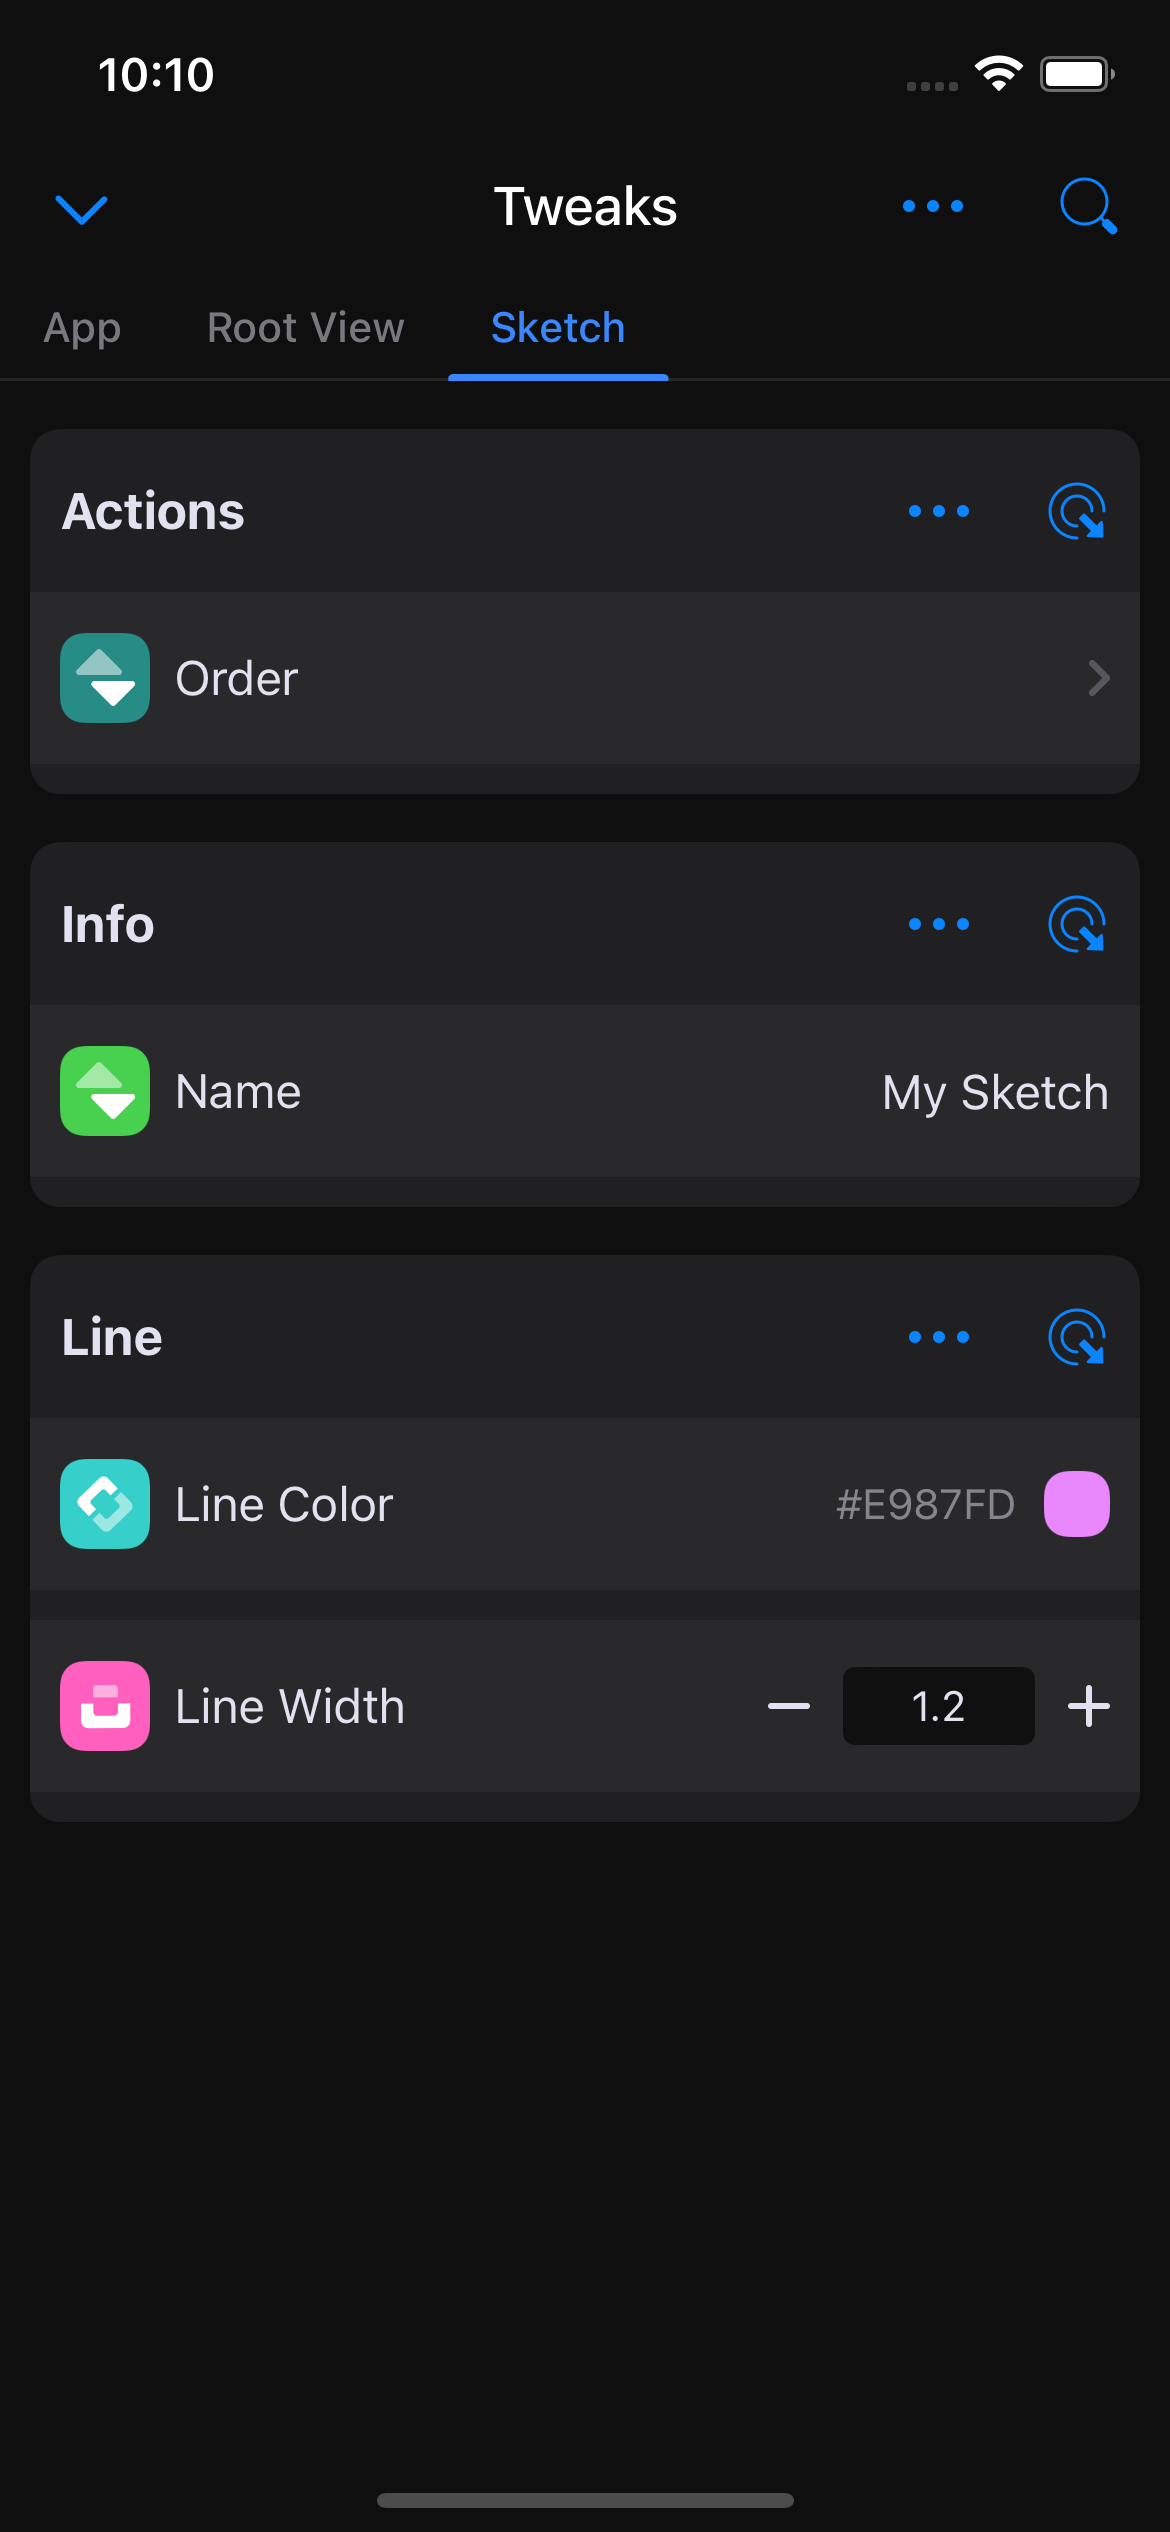 10:10
Tweaks
App Root View Sketch
Actions
Order
Info
Name My Sketch
Line
Line Color #E987FD
Line Width 1.2